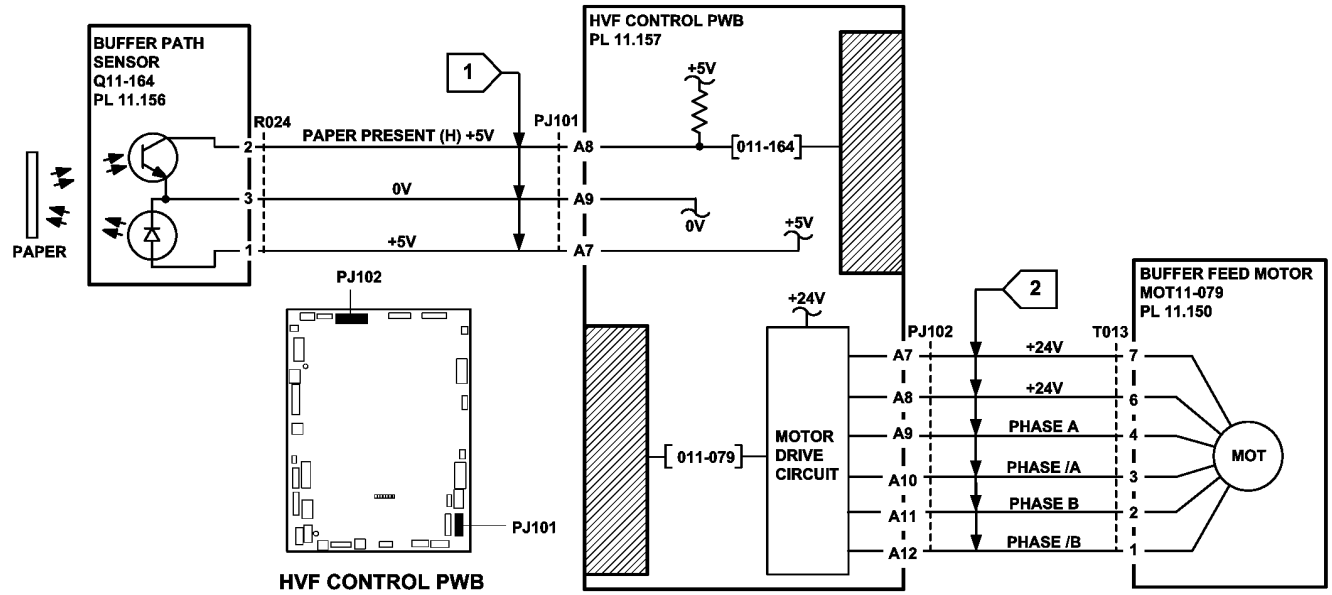 BUFFER PATH
SENSOR
Q11-164
PL 11.156
PAPER
R024
2
3
1
1
PAPER PRESENT (H) +5V
0V
+5V
PJ101
HVF CONTROL PWB
PL 11.157
A8
A9
A7
+5V
011-164
0V
+5V
PJ102
PJ101
HVF CONTROL PWB
+24V
011-079
MOTOR
DRIVE
CIRCUIT
PJ102
A7
A8
A9
A10
A11
A12
2
+24V
+24V
PHASE A
PHASE /A
PHASE B
PHASE /B
T013
7
6
4
3
2
1
BUFFER FEED MOTOR
MOT11-079
PL 11.150
MOT